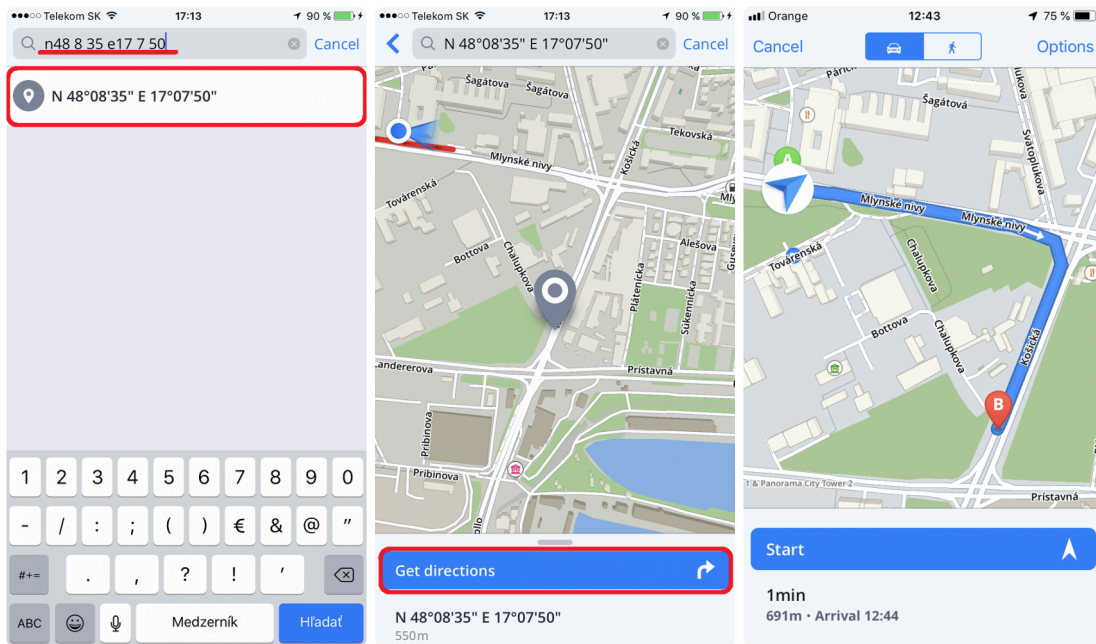 Telekom SK 17:13 90 %
n48 8 35 e17 7 50 Cancel
N 48°08'35" E 17°07'50"
1 2 3 4 5 6 7 8 9 0
- / : ; ( ) € & @ "
#+= . , ? ! '
ABC Medzerník Hľadať
Telekom SK 17:13 90 %
N 48°08'35" E 17°07'50" Cancel
Šagátova
Šagátova
Tekovská
Košická
Mlynské nivy
Továrenská
Bottova
Chalupkova
Alešova
Plátenícka
Súkennícka
Landererova
Prístavná
Pribinova
Pribinova
Get directions
N 48°08'35" E 17°07'50"
550 m
Orange 12:43 75 %
Cancel Options
Šagátová
Svätoplukova
Mlynské nivy
Mlynské nivy
Továrenská
Chalupkova
Bottova
Chalupkova
Košická
A
B
1 & Panorama City Tower 2
Prístavná
Start
1min
691m · Arrival 12:44